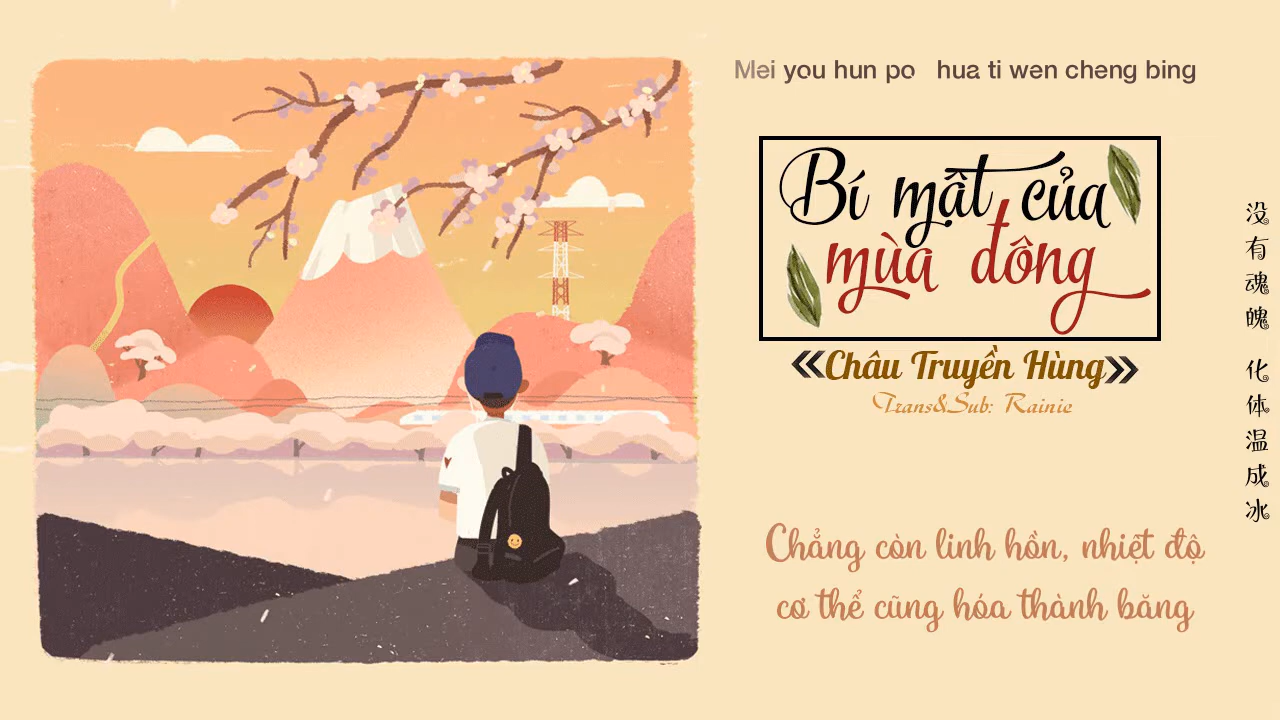 Mei you hun po hua ti wen cheng bing
Bí mật của
mùa đông
Châu Truyền Hùng
Trans&Sub: Rainie
没有魂魄 化体温成冰
Chẳng còn linh hồn, nhiệt độ
cơ thể cũng hóa thành băng